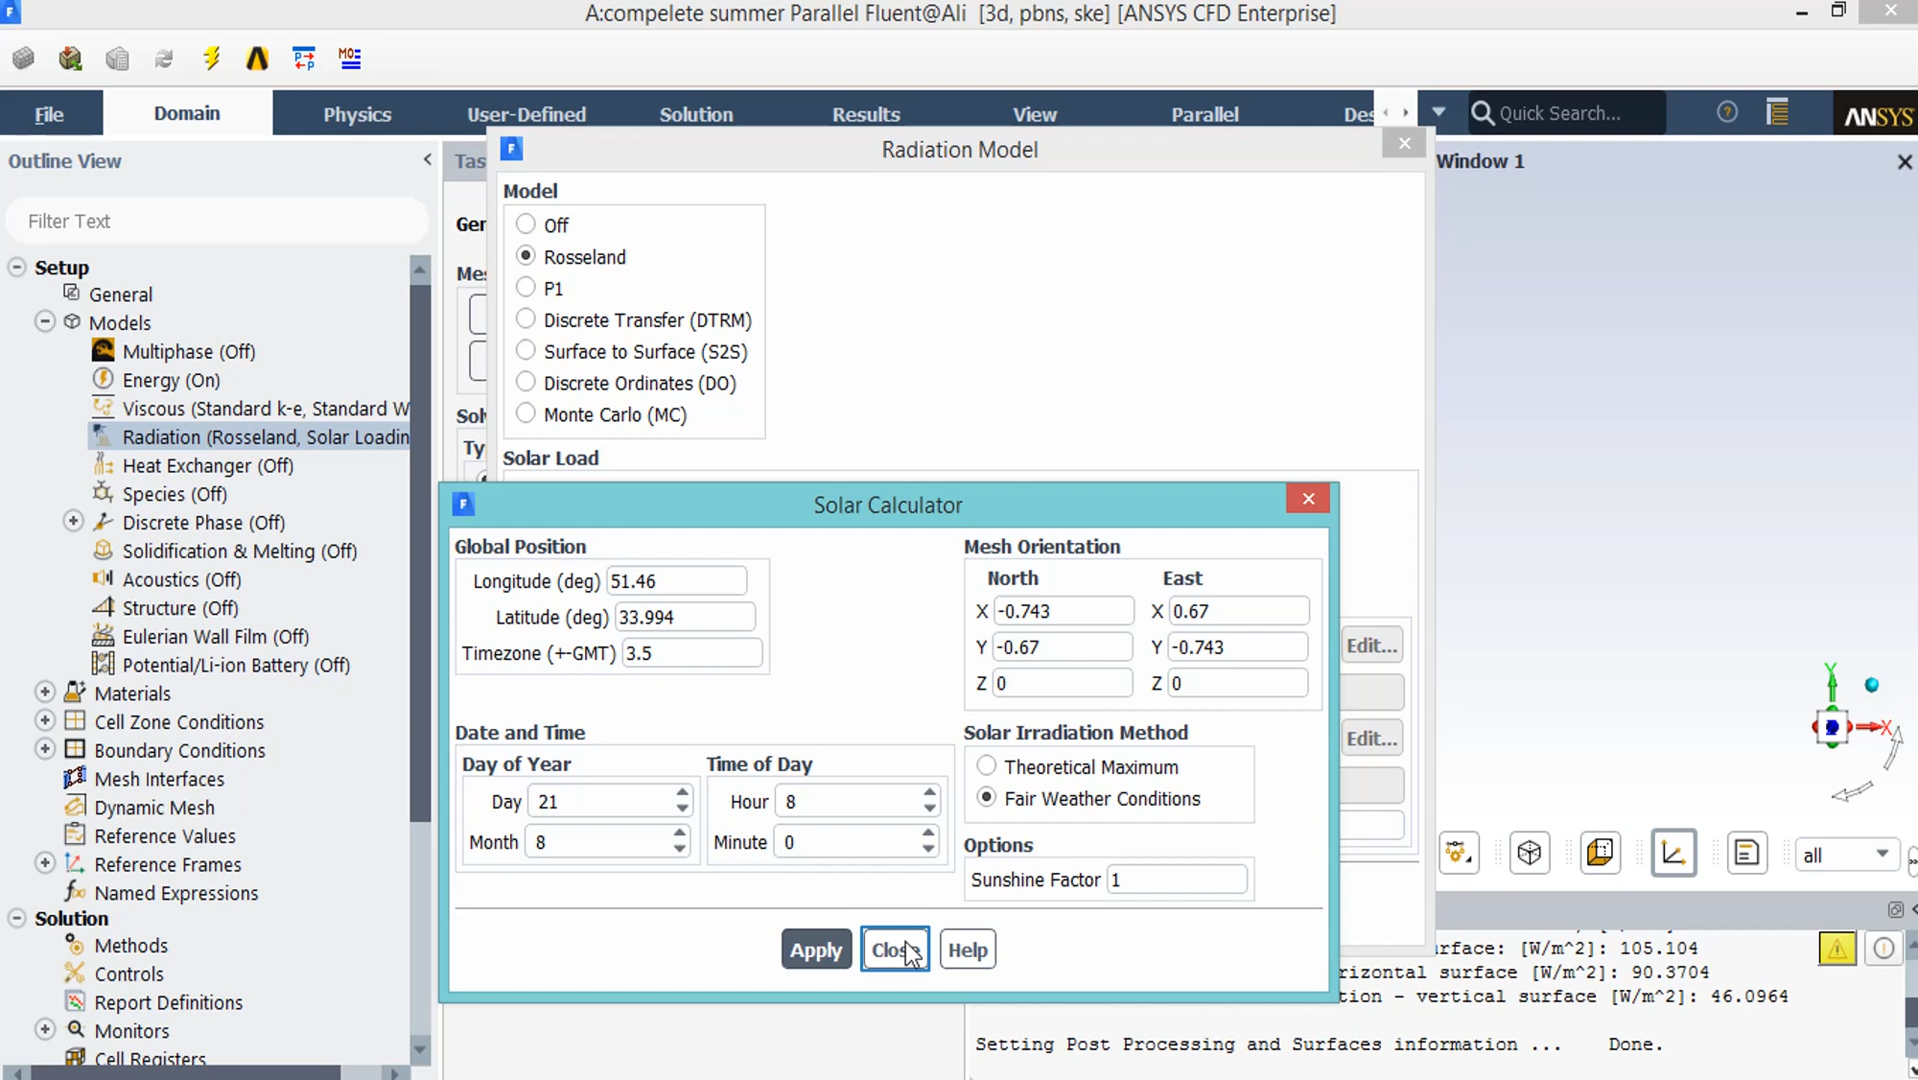 A:compelete summer Parallel Fluent@Ali [3d, pbns, ske] [ANSYS CFD Enterprise]
File
Domain
Physics
User-Defined
Solution
Results
View
Parallel
Quick Search...
ANSYS
Outline View
Radiation Model
Window 1
Filter Text
Model
Off
Rosseland
P1
Discrete Transfer (DTRM)
Surface to Surface (S2S)
Discrete Ordinates (DO)
Monte Carlo (MC)
Solar Load
Setup
General
Models
Multiphase (Off)
Energy (On)
Viscous (Standard k-e, Standard W
Radiation (Rosseland, Solar Loadin
Heat Exchanger (Off)
Species (Off)
Discrete Phase (Off)
Solidification & Melting (Off)
Acoustics (Off)
Structure (Off)
Eulerian Wall Film (Off)
Potential/Li-ion Battery (Off)
Materials
Cell Zone Conditions
Boundary Conditions
Mesh Interfaces
Dynamic Mesh
Reference Values
Reference Frames
Named Expressions
Solution
Methods
Controls
Report Definitions
Monitors
Cell Registers
Solar Calculator
Global Position
Longitude (deg) 51.46
Latitude (deg) 33.994
Timezone (+-GMT) 3.5
Mesh Orientation
North East
X -0.743 X 0.67
Y -0.67 Y -0.743
Z 0 Z 0
Date and Time
Day of Year Time of Day
Day 21 Hour 8
Month 8 Minute 0
Solar Irradiation Method
Theoretical Maximum
Fair Weather Conditions
Options
Sunshine Factor 1
Apply
Close
Help
Edit...
Edit...
Y
X
all
rface: [W/m^2]: 105.104
rizontal surface [W/m^2]: 90.3704
tion - vertical surface [W/m^2]: 46.0964
Setting Post Processing and Surfaces information ... Done.